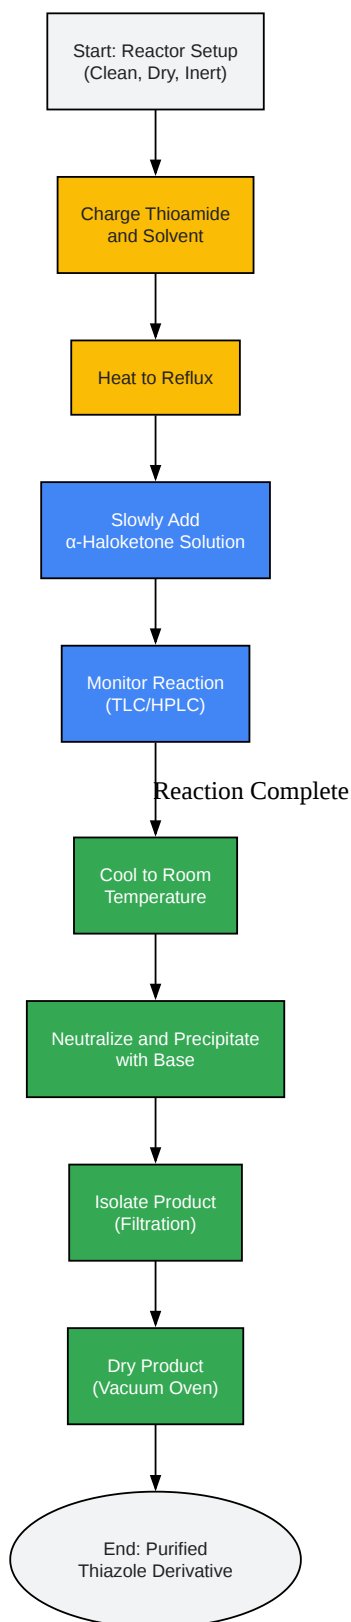 Start: Reactor Setup
(Clean, Dry, Inert)
Charge Thioamide
and Solvent
Heat to Reflux
Slowly Add
α-Haloketone Solution
Monitor Reaction
(TLC/HPLC)
Reaction Complete
Cool to Room
Temperature
Neutralize and Precipitate
with Base
Isolate Product
(Filtration)
Dry Product
(Vacuum Oven)
End: Purified
Thiazole Derivative